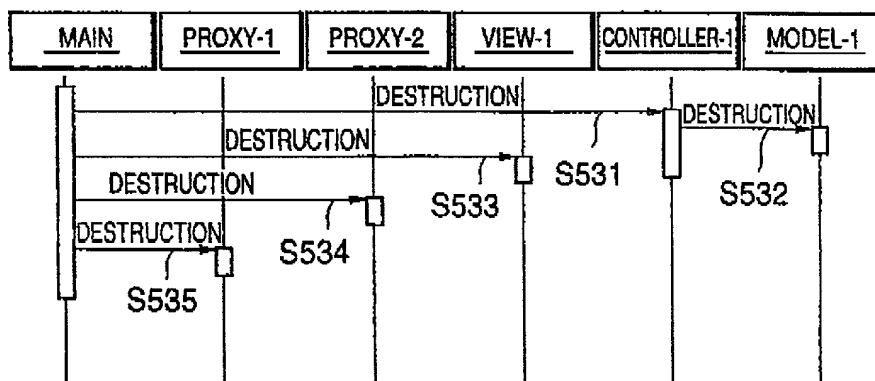 MAIN PROXY-1 PROXY-2 VIEW-1 CONTROLLER-1 MODEL-1
DESTRUCTION
DESTRUCTION
DESTRUCTION
S531
S532
DESTRUCTION
S533
DESTRUCTION
S534
S535